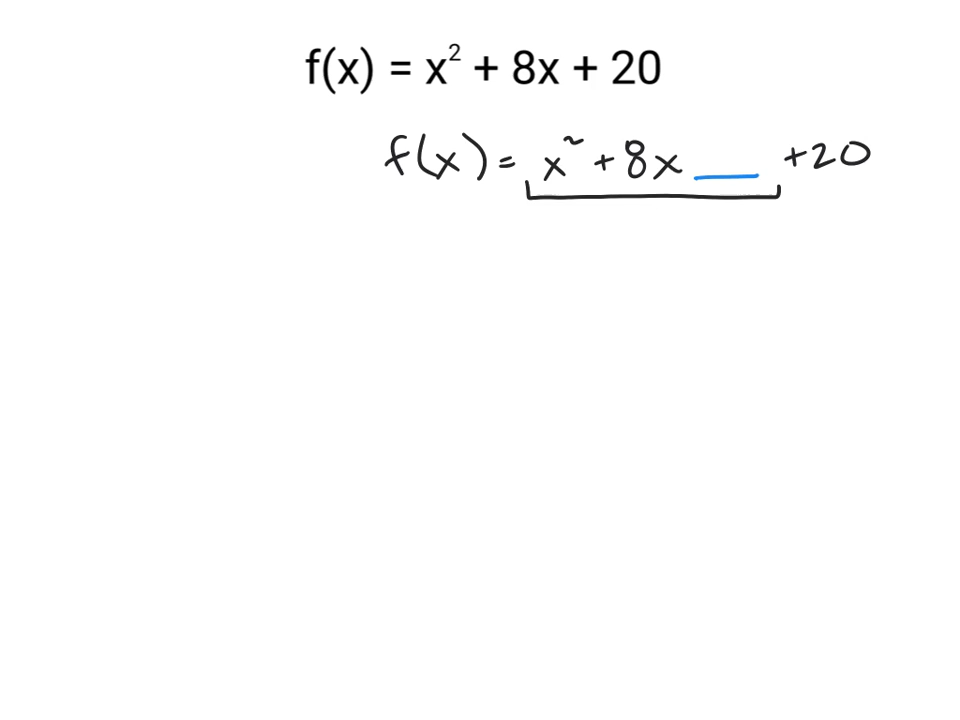 f(x) = x² + 8x + 20
f(x) = x² + 8x ___ +20